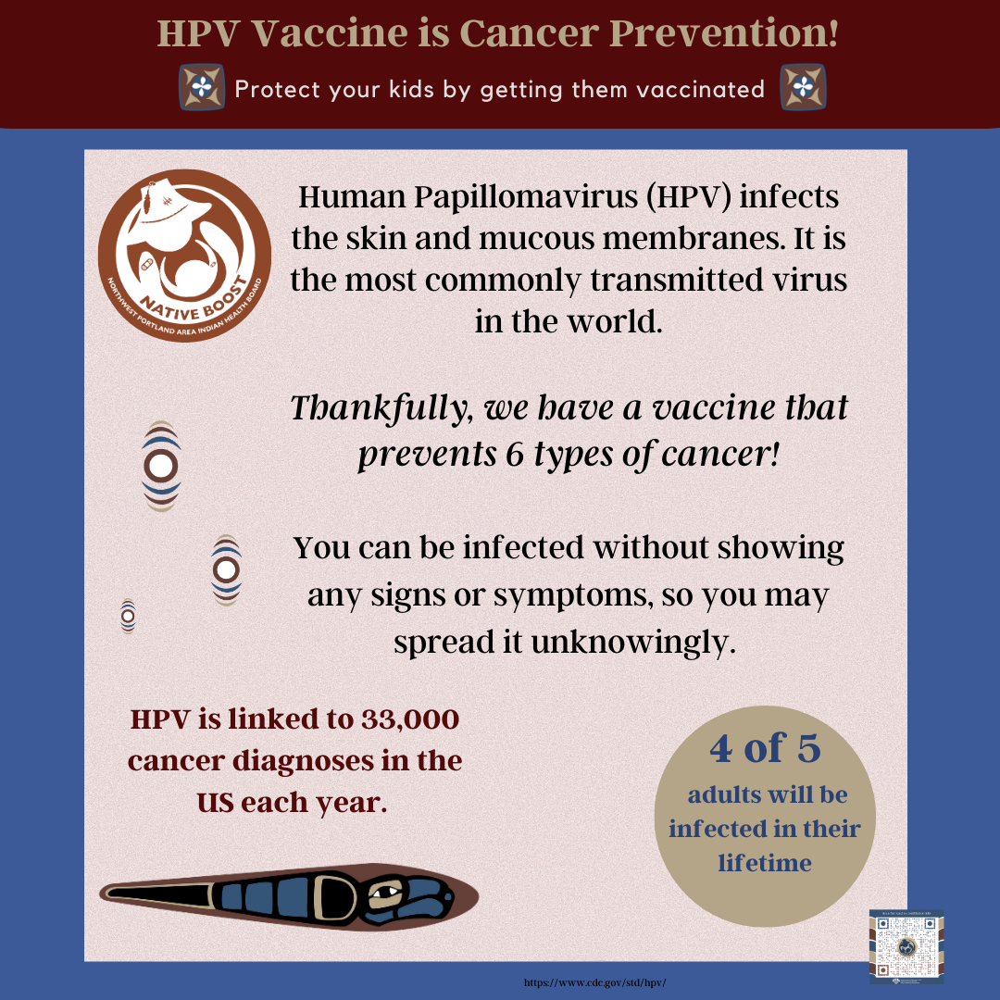 HPV Vaccine is Cancer Prevention!
Protect your kids by getting them vaccinated
NATIVE BOOST
NORTHWEST PORTLAND AREA INDIAN HEALTH BOARD
Human Papillomavirus (HPV) infects
the skin and mucous membranes. It is
the most commonly transmitted virus
in the world.
Thankfully, we have a vaccine that
prevents 6 types of cancer!
You can be infected without showing
any signs or symptoms, so you may
spread it unknowingly.
HPV is linked to 33,000
cancer diagnoses in the
US each year.
4 of 5
adults will be
infected in their
lifetime
https://www.cdc.gov/std/hpv/